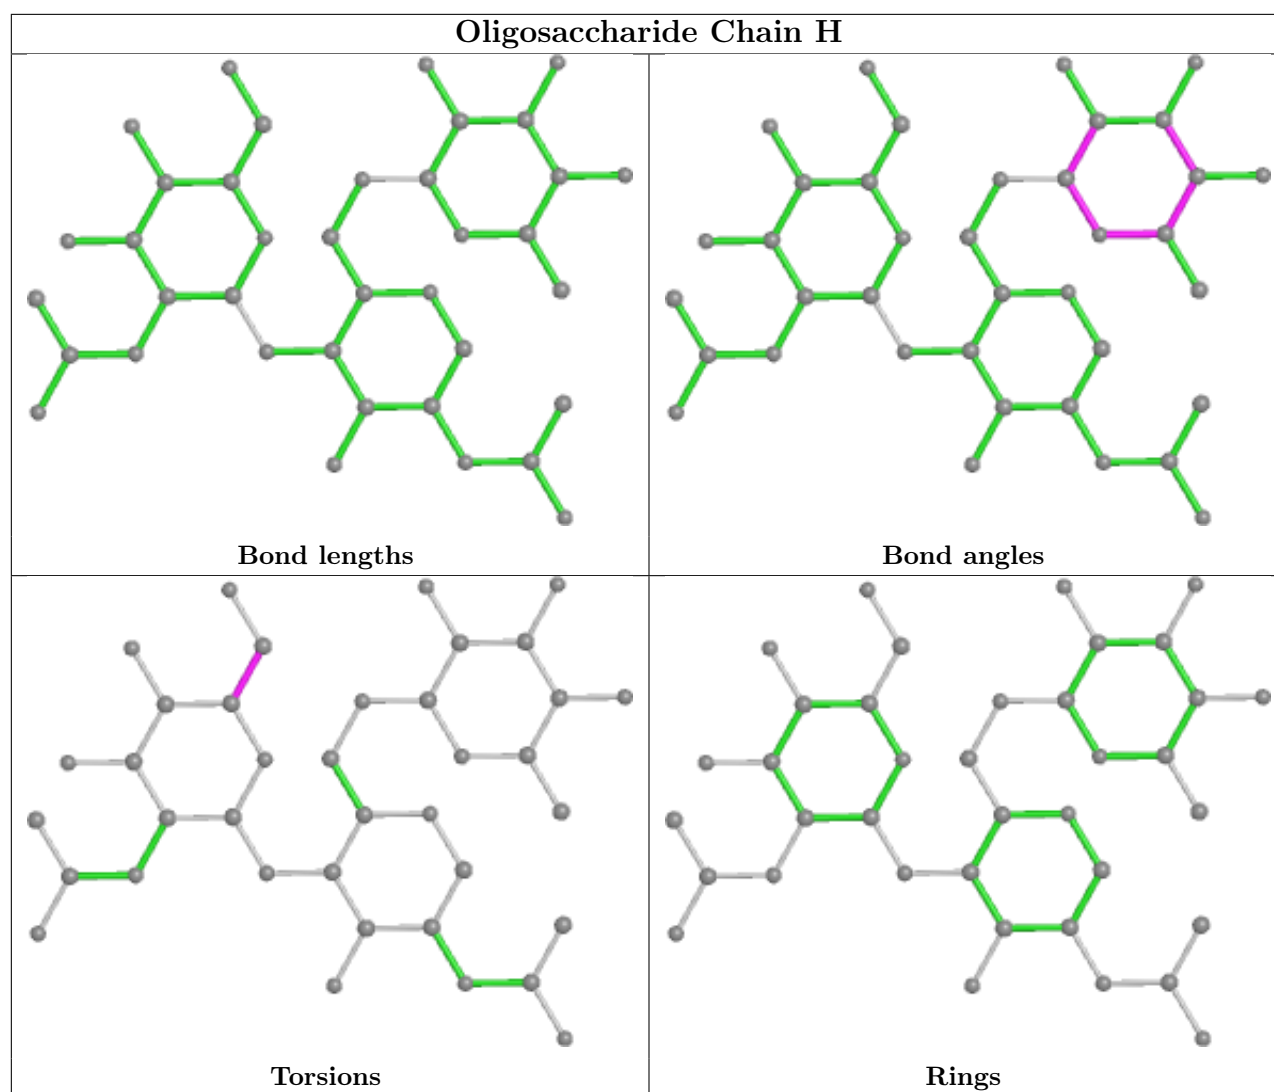 Oligosaccharide Chain H
Bond lengths
Bond angles
Torsions
Rings